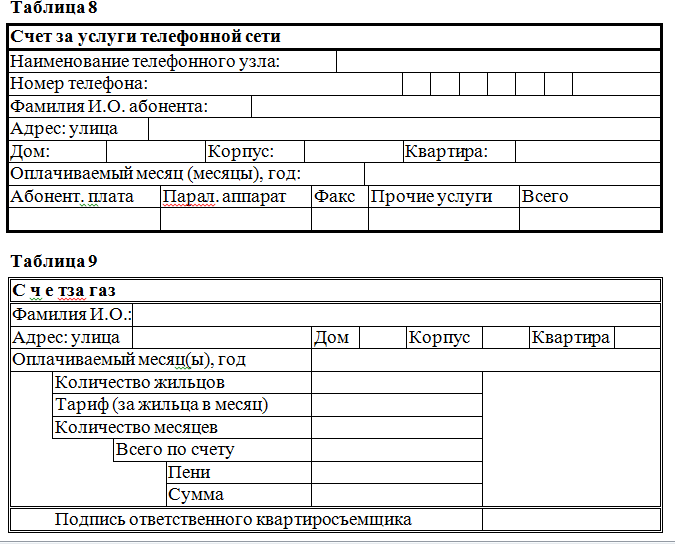 Таблица 8
Счет за услуги телефонной сети
Наименование телефонного узла:
Номер телефона:
Фамилия И.О. абонента:
Адрес: улица
Дом: Корпус: Квартира:
Оплачиваемый месяц (месяцы), год:
Абонент. плата Парал. аппарат Факс Прочие услуги Всего
Таблица 9
С ч е тза газ
Фамилия И.О.:
Адрес: улица Дом Корпус Квартира
Оплачиваемый месяц(ы), год
Количество жильцов
Тариф (за жильца в месяц)
Количество месяцев
Всего по счету
Пени
Сумма
Подпись ответственного квартиросъемщика